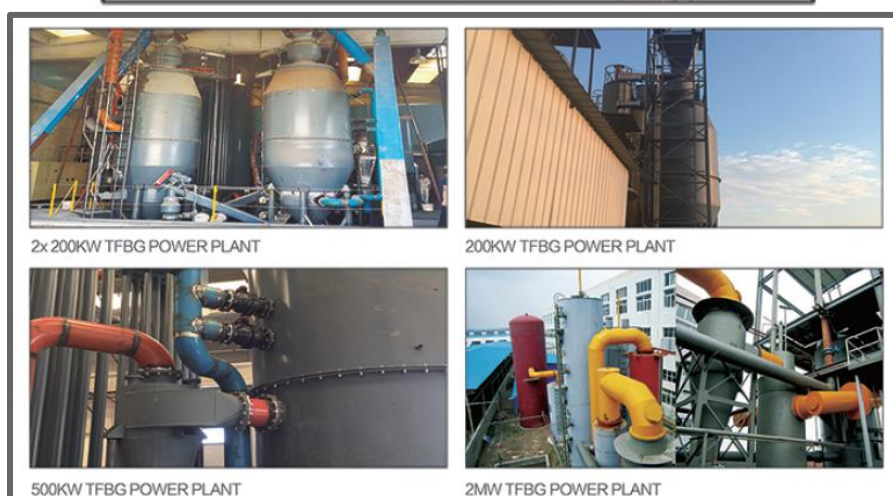 2x 200KW TFBG POWER PLANT
200KW TFBG POWER PLANT
500KW TFBG POWER PLANT
2MW TFBG POWER PLANT